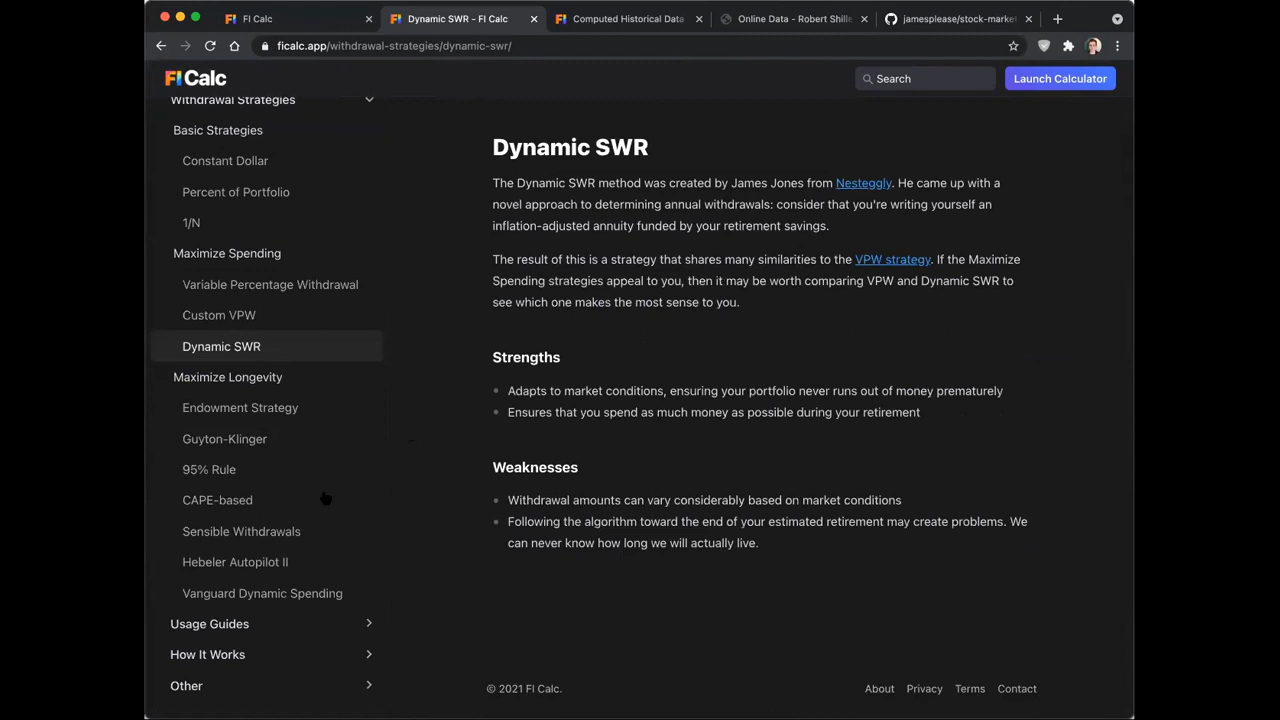 FI Calc
Dynamic SWR - FI Calc
Computed Historical Data
Online Data - Robert Shille
jamesplease/stock-market
ficalc.app/withdrawal-strategies/dynamic-swr/
FI Calc
Search
Launch Calculator
Withdrawal Strategies
Basic Strategies
Constant Dollar
Percent of Portfolio
1/N
Maximize Spending
Variable Percentage Withdrawal
Custom VPW
Dynamic SWR
Maximize Longevity
Endowment Strategy
Guyton-Klinger
95% Rule
CAPE-based
Sensible Withdrawals
Hebeler Autopilot II
Vanguard Dynamic Spending
Usage Guides
How It Works
Other
Dynamic SWR
The Dynamic SWR method was created by James Jones from Nesteggly. He came up with a
novel approach to determining annual withdrawals: consider that you're writing yourself an
inflation-adjusted annuity funded by your retirement savings.
The result of this is a strategy that shares many similarities to the VPW strategy. If the Maximize
Spending strategies appeal to you, then it may be worth comparing VPW and Dynamic SWR to
see which one makes the most sense to you.
Strengths
Adapts to market conditions, ensuring your portfolio never runs out of money prematurely
Ensures that you spend as much money as possible during your retirement
Weaknesses
Withdrawal amounts can vary considerably based on market conditions
Following the algorithm toward the end of your estimated retirement may create problems. We
can never know how long we will actually live.
© 2021 FI Calc.
About
Privacy
Terms
Contact